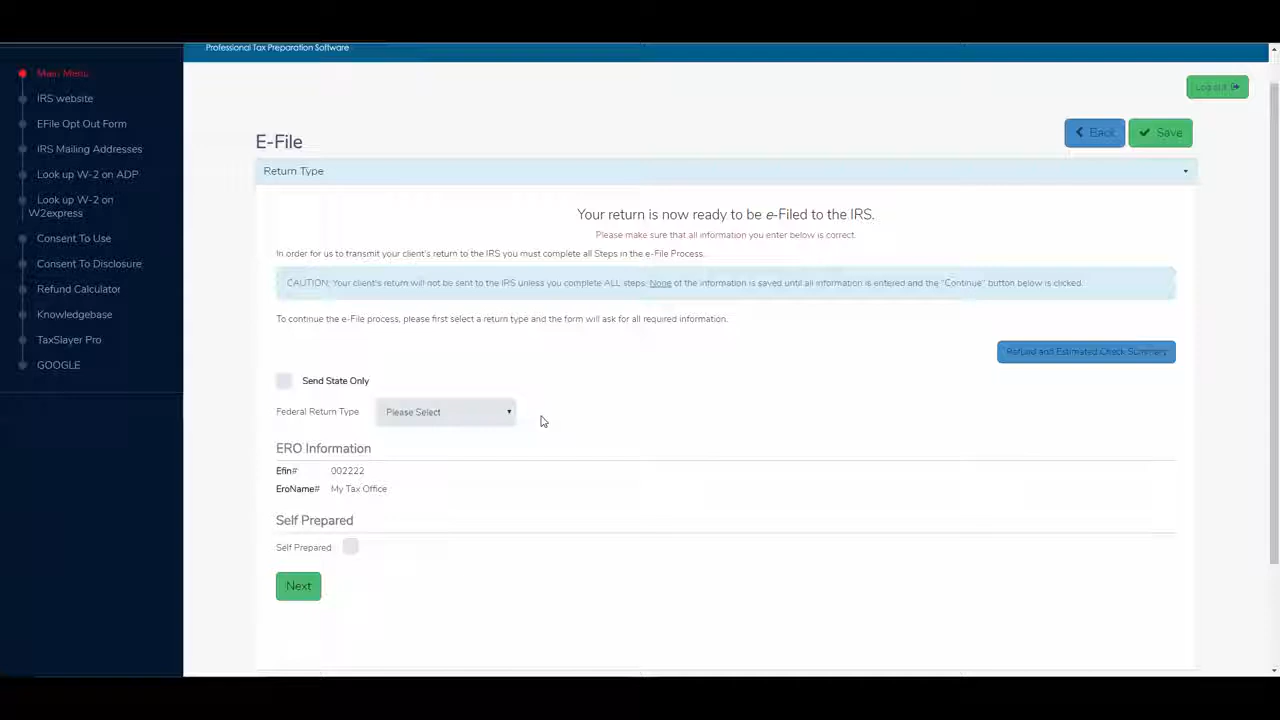 Professional Tax Preparation Software
Main Menu
IRS website
EFile Opt Out Form
IRS Mailing Addresses
Look up W-2 on ADP
Look up W-2 on
W2express
Consent To Use
Consent To Disclosure
Refund Calculator
Knowledgebase
TaxSlayer Pro
GOOGLE
Log out
E-File
Back
Save
Return Type
Your return is now ready to be e-Filed to the IRS.
Please make sure that all information you enter below is correct.
In order for us to transmit your client's return to the IRS you must complete all Steps in the e-File Process.
CAUTION: Your client's return will not be sent to the IRS unless you complete ALL steps. None of the information is saved until all information is entered and the "Continue" button below is clicked.
To continue the e-File process, please first select a return type and the form will ask for all required information.
Refund and Estimated Check Summary
Send State Only
Federal Return Type Please Select
ERO Information
Efin# 002222
EroName# My Tax Office
Self Prepared
Self Prepared
Next